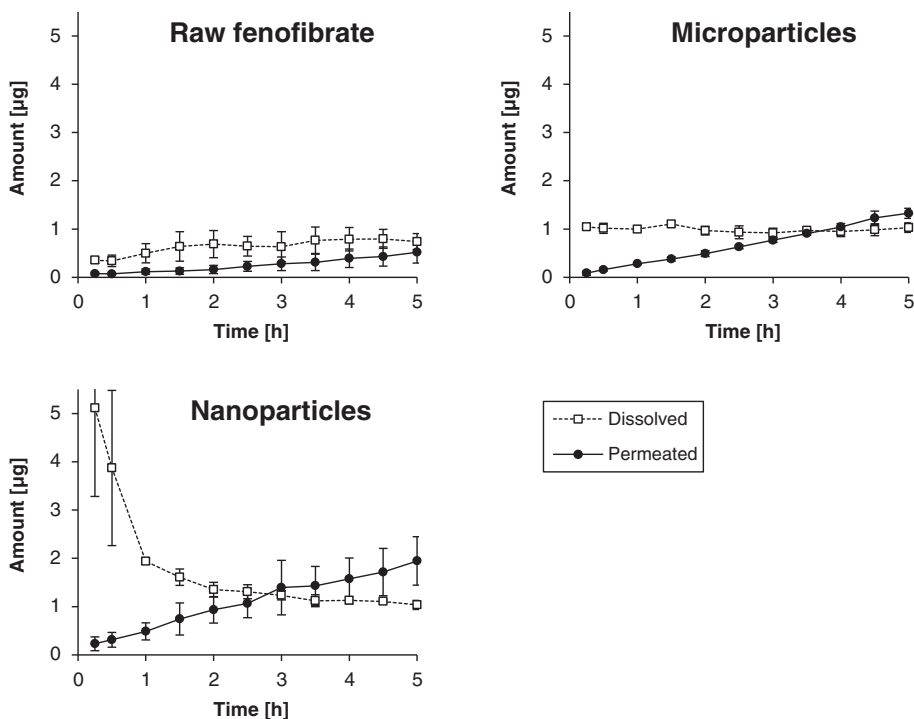 Raw fenofibrate
Amount [µg]
5
4
3
2
1
0
0 1 2 3 4 5
Time [h]
Microparticles
Amount [µg]
5
4
3
2
1
0
0 1 2 3 4 5
Time [h]
Nanoparticles
Amount [µg]
5
4
3
2
1
0
0 1 2 3 4 5
Time [h]
Dissolved
Permeated